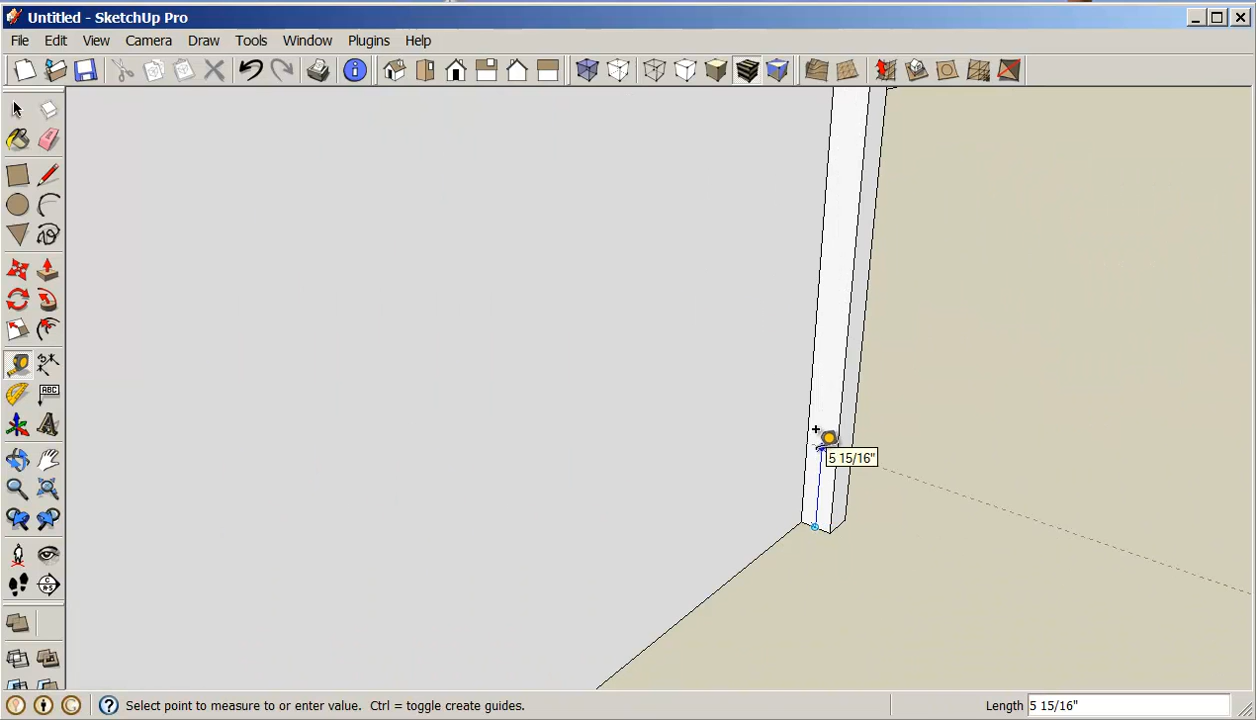 Untitled - SketchUp Pro
File Edit View Camera Draw Tools Window Plugins Help
ABC
5 15/16"
Select point to measure to or enter value. Ctrl = toggle create guides.
Length 5 15/16"